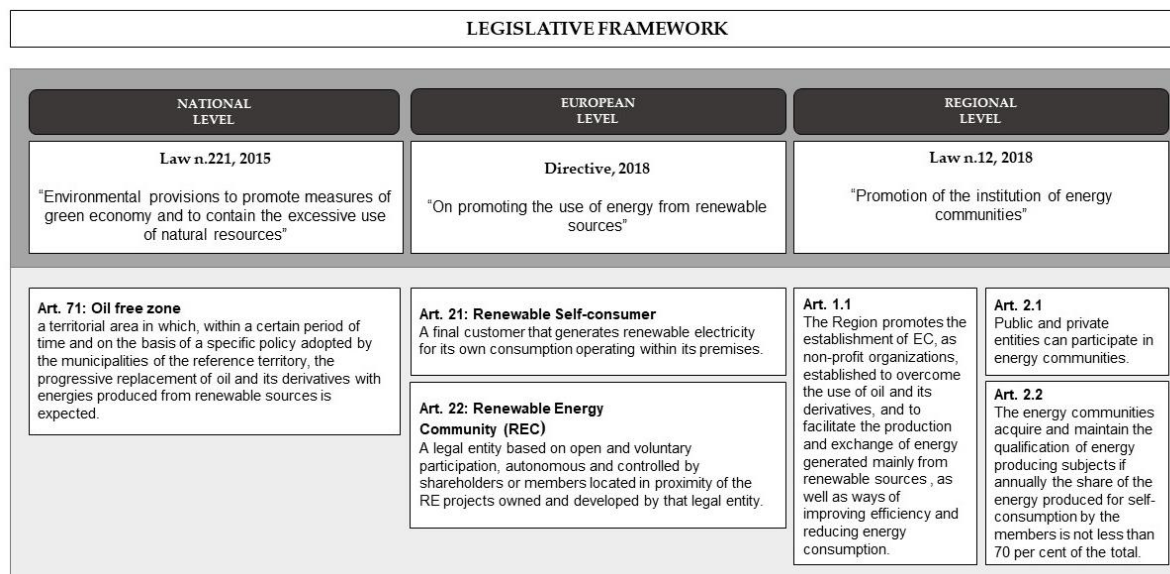 LEGISLATIVE FRAMEWORK
NATIONAL
LEVEL
Law n.221, 2015
“Environmental provisions to promote measures of
green economy and to contain the excessive use
of natural resources”
EUROPEAN
LEVEL
Directive, 2018
“On promoting the use of energy from renewable
sources”
REGIONAL
LEVEL
Law n.12, 2018
“Promotion of the institution of energy
communities”
Art. 71: Oil free zone
a territorial area in which, within a certain period of
time and on the basis of a specific policy adopted by
the municipalities of the reference territory, the
progressive replacement of oil and its derivatives with
energies produced from renewable sources is
expected.
Art. 21: Renewable Self-consumer
A final customer that generates renewable electricity
for its own consumption operating within its premises.
Art. 22: Renewable Energy
Community (REC)
A legal entity based on open and voluntary
participation, autonomous and controlled by
shareholders or members located in proximity of the
RE projects owned and developed by that legal entity.
Art. 1.1
The Region promotes the
establishment of EC, as
non-profit organizations,
established to overcome
the use of oil and its
derivatives, and to
facilitate the production
and exchange of energy
generated mainly from
renewable sources , as
well as ways of
improving efficiency and
reducing energy
consumption.
Art. 2.1
Public and private
entities can participate in
energy communities.
Art. 2.2
The energy communities
acquire and maintain the
qualification of energy
producing subjects if
annually the share of the
energy produced for self-
consumption by the
members is not less than
70 per cent of the total.